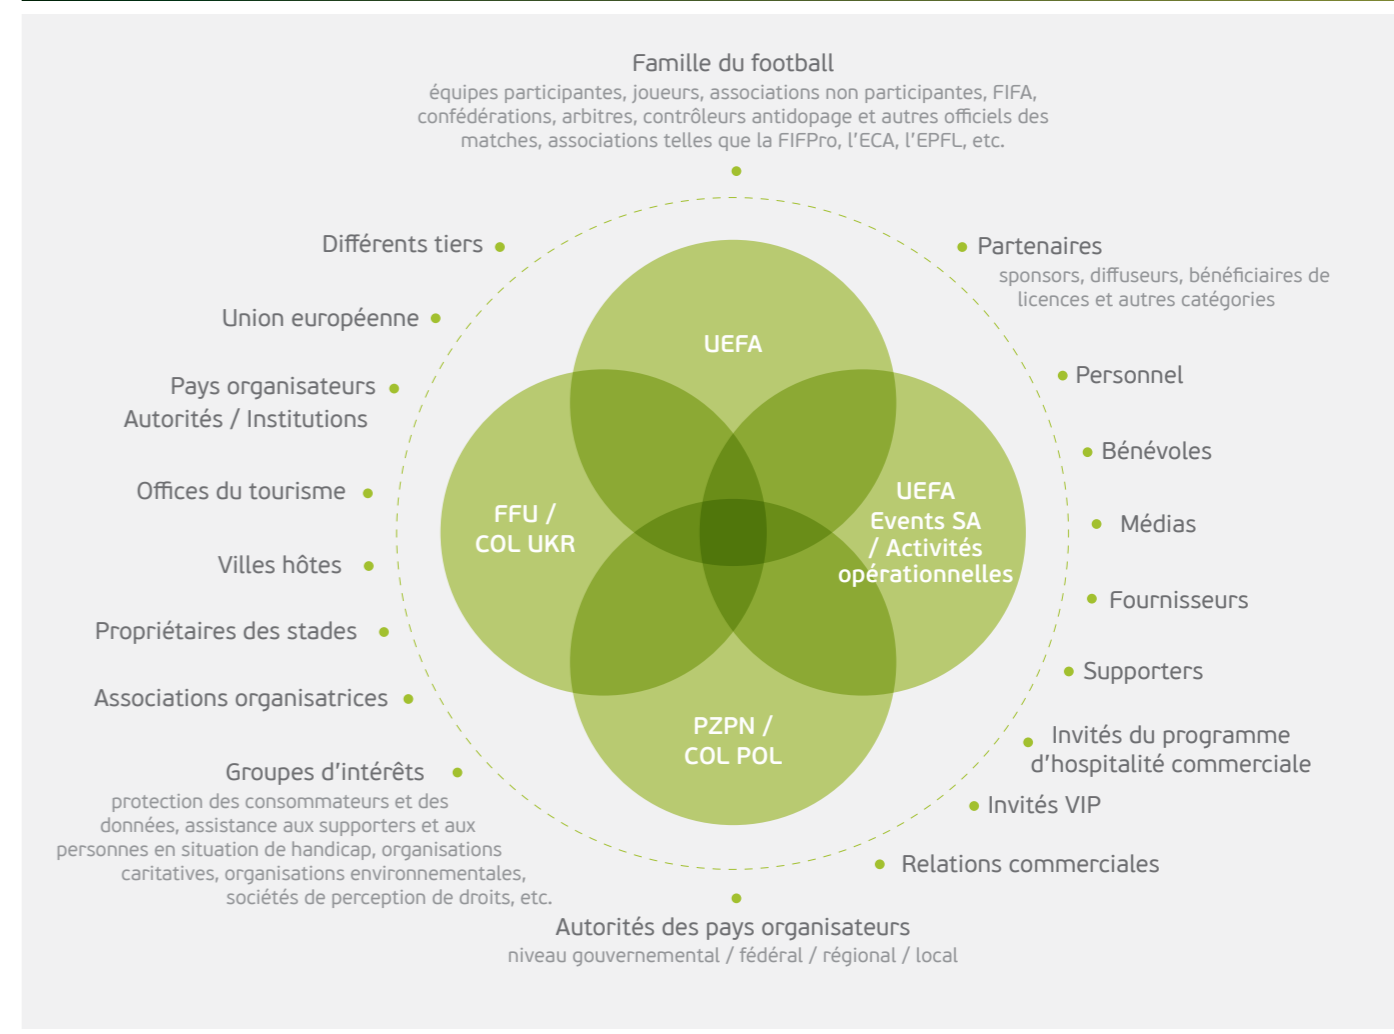 Famille du football
équipes participantes, joueurs, associations non participantes, FIFA,
confédérations, arbitres, contrôleurs antidopage et autres officiels des
matches, associations telles que la FIFPro, l'ECA, l'EPFL, etc.
Différents tiers
Union européenne
Pays organisateurs
Autorités / Institutions
Offices du tourisme
Villes hôtes
Propriétaires des stades
Associations organisatrices
Groupes d'intérêts
protection des consommateurs et des
données, assistance aux supporters et aux
personnes en situation de handicap, organisations
caritatives, organisations environnementales,
sociétés de perception de droits, etc.
UEFA
FFU /
COL UKR
UEFA
Events SA
/ Activités
opérationnelles
PZPN /
COL POL
Partenaires
sponsors, diffuseurs, bénéficiaires de
licences et autres catégories
Personnel
Bénévoles
Médias
Fournisseurs
Supporters
Invités du programme
d'hospitalité commerciale
Invités VIP
Relations commerciales
Autorités des pays organisateurs
niveau gouvernemental / fédéral / régional / local